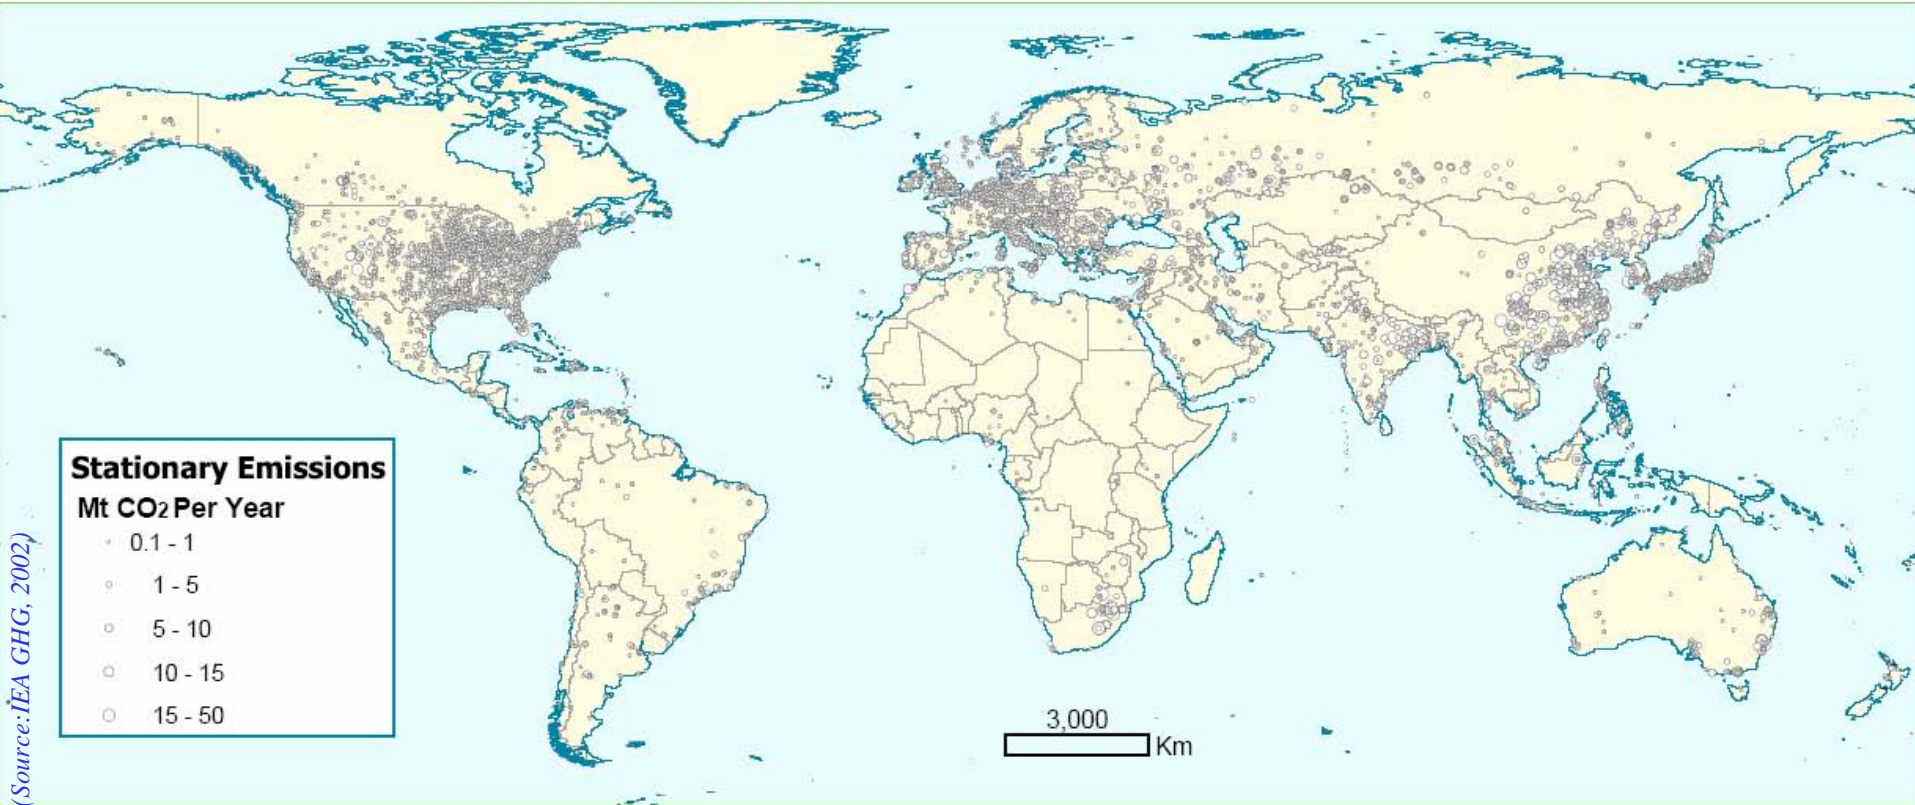 Stationary Emissions
Mt CO2 Per Year
0.1 - 1
1 - 5
5 - 10
10 - 15
15 - 50
(Source:IEA GHG, 2002)
3,000
Km